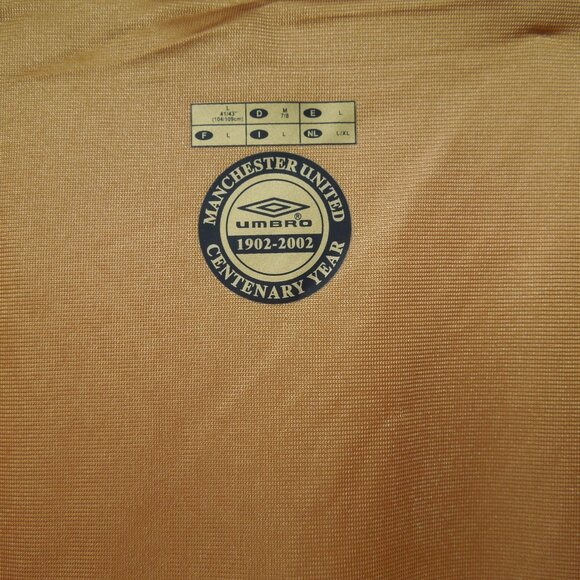 L
41/43"
(104/109cm)
D M
7/8
E L
F L I L NL L/XL
MANCHESTER UNITED
UMBRO®
1902-2002
CENTENARY YEAR